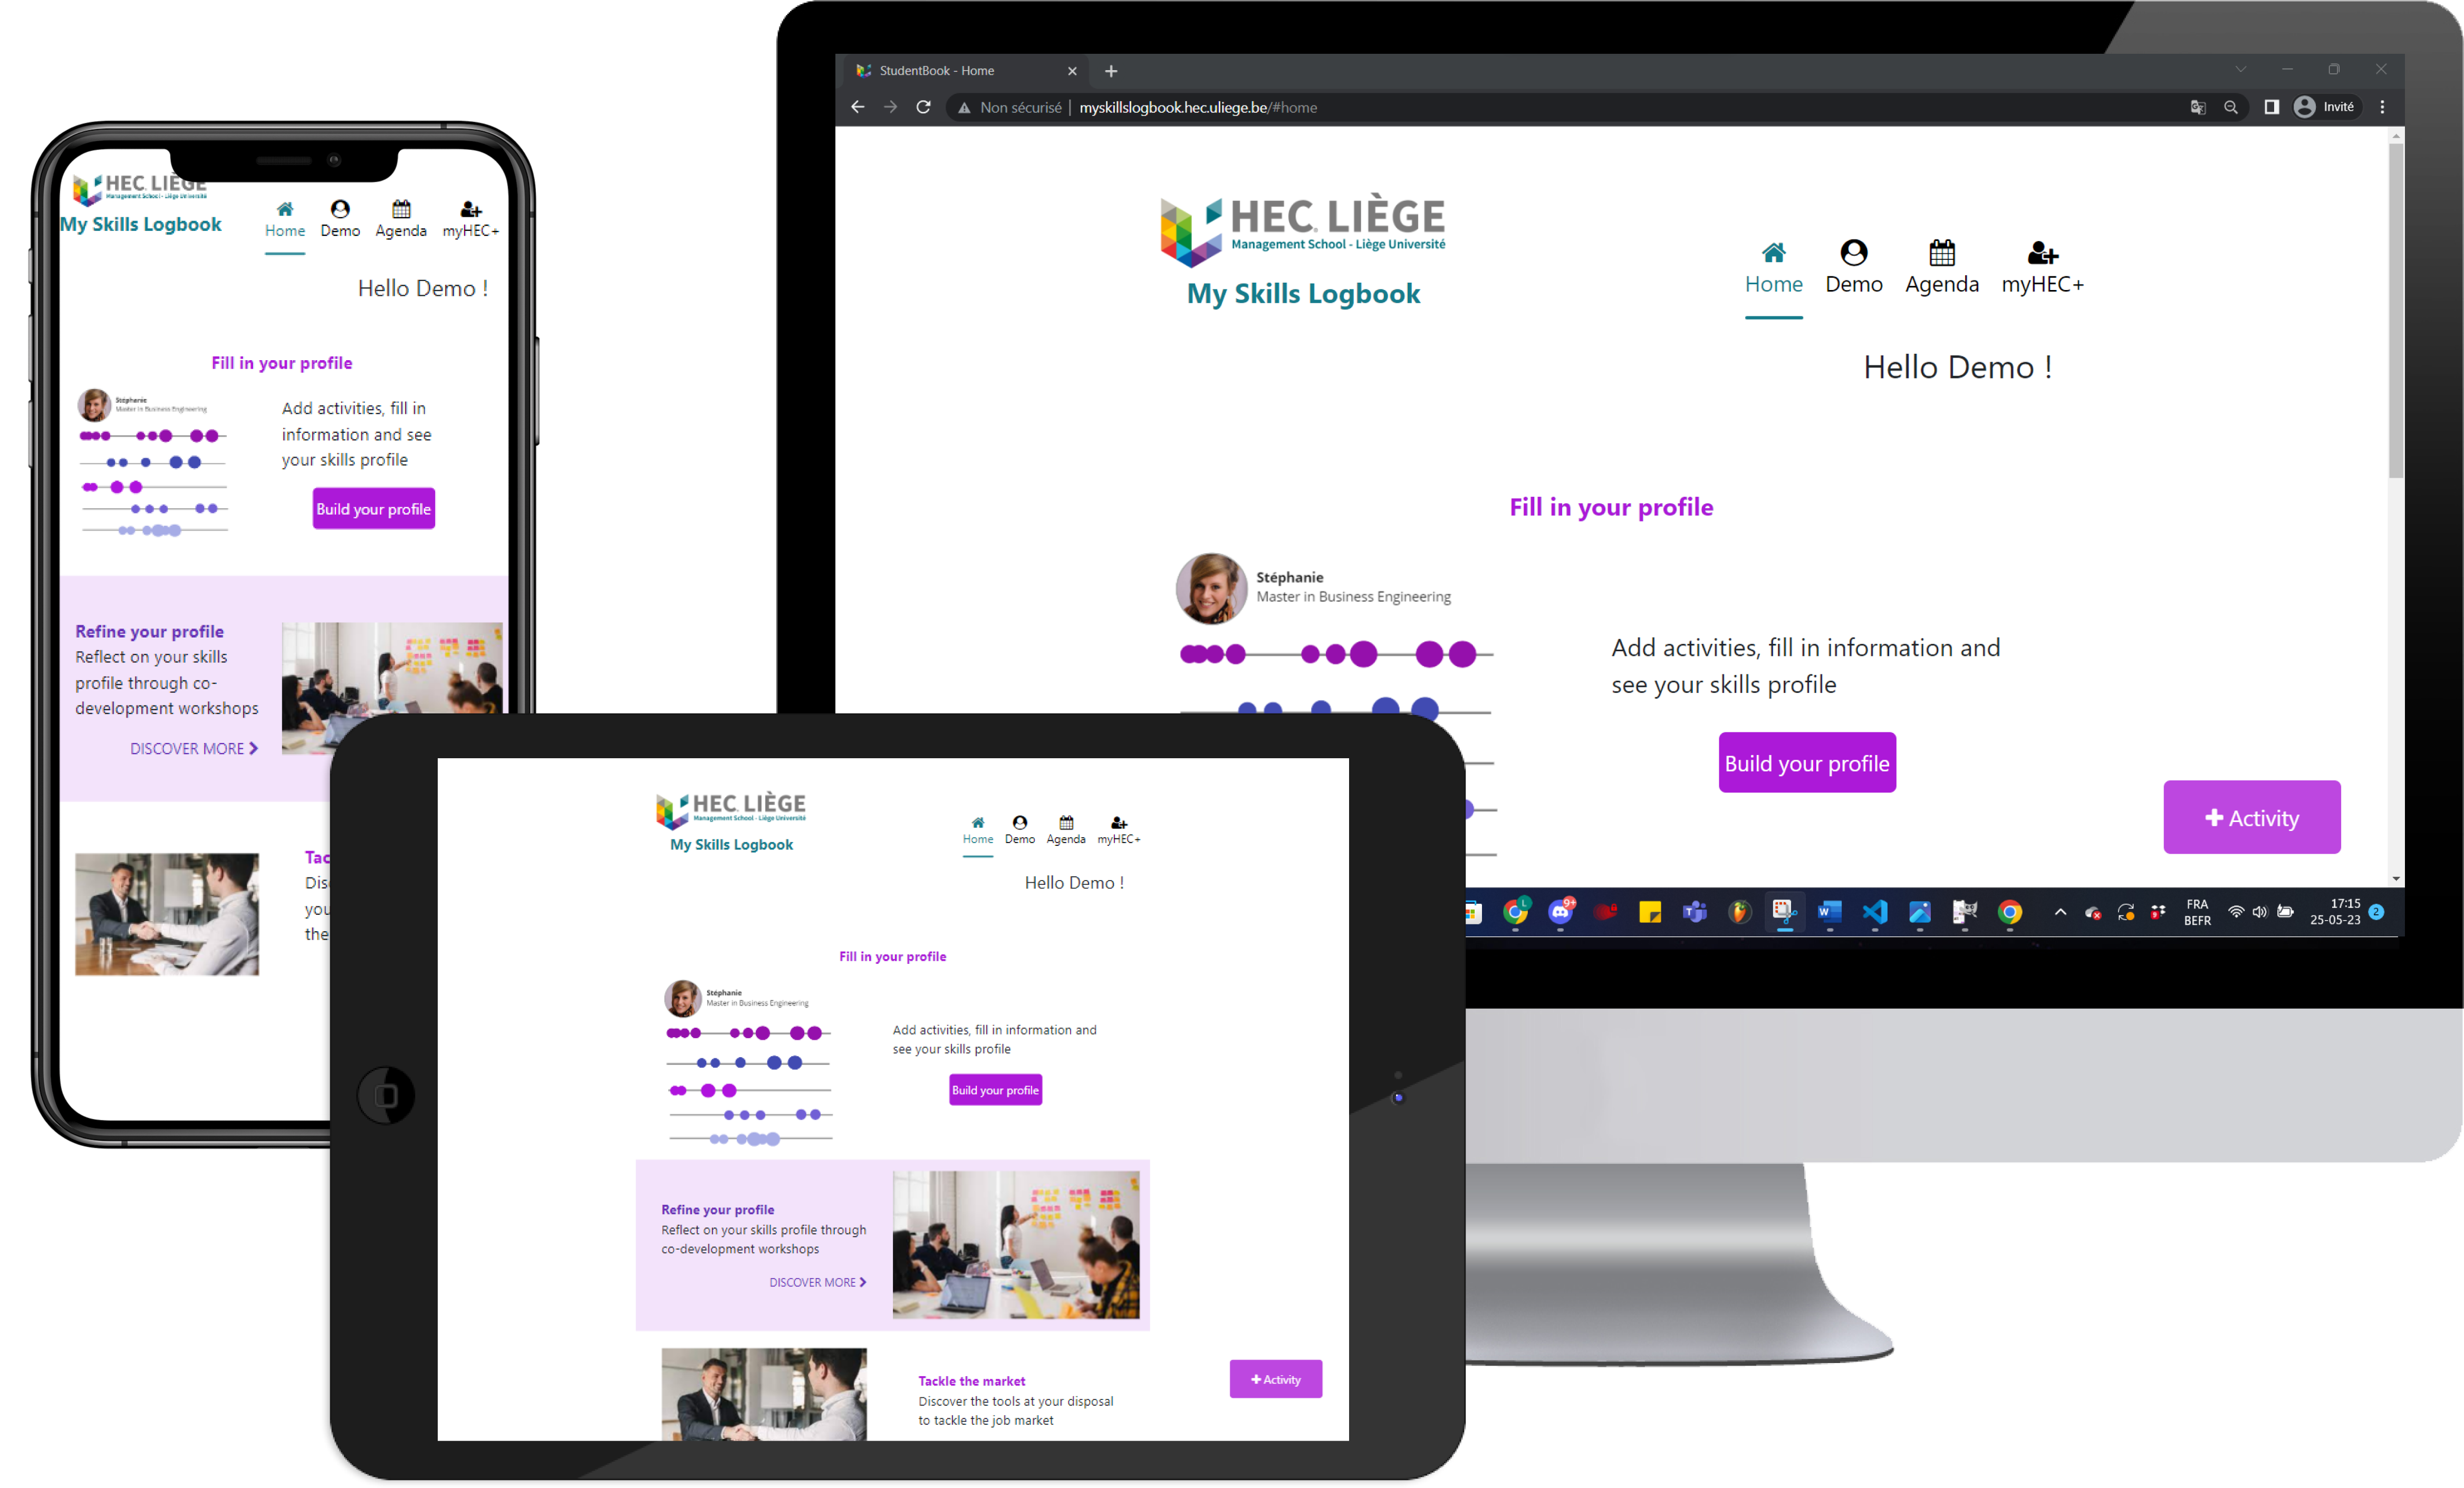 HEC LIÈGE
Management School - Liège Université
My Skills Logbook
Home
Demo
Agenda
myHEC+
Hello Demo !
Fill in your profile
Stéphanie
Master in Business Engineering
Add activities, fill in
information and see
your skills profile
Build your profile
Refine your profile
Reflect on your skills
profile through co-
development workshops
DISCOVER MORE
Tac
Dis
you
the
StudentBook - Home
Non sécurisé | myskillslogbook.hec.uliege.be/#home
Invité
HEC. LIÈGE
Management School - Liège Université
My Skills Logbook
Home
Demo
Agenda
myHEC+
Hello Demo !
Fill in your profile
Stéphanie
Master in Business Engineering
Add activities, fill in information and
see your skills profile
Build your profile
+ Activity
9+
FRA
BEFR
17:15
25-05-23
2
HEC LIÈGE
Management School - Liège Université
My Skills Logbook
Home
Demo
Agenda
myHEC+
Hello Demo !
Fill in your profile
Stéphanie
Master in Business Engineering
Add activities, fill in information and
see your skills profile
Build your profile
Refine your profile
Reflect on your skills profile through
co-development workshops
DISCOVER MORE
Tackle the market
Discover the tools at your disposal
to tackle the job market
+ Activity